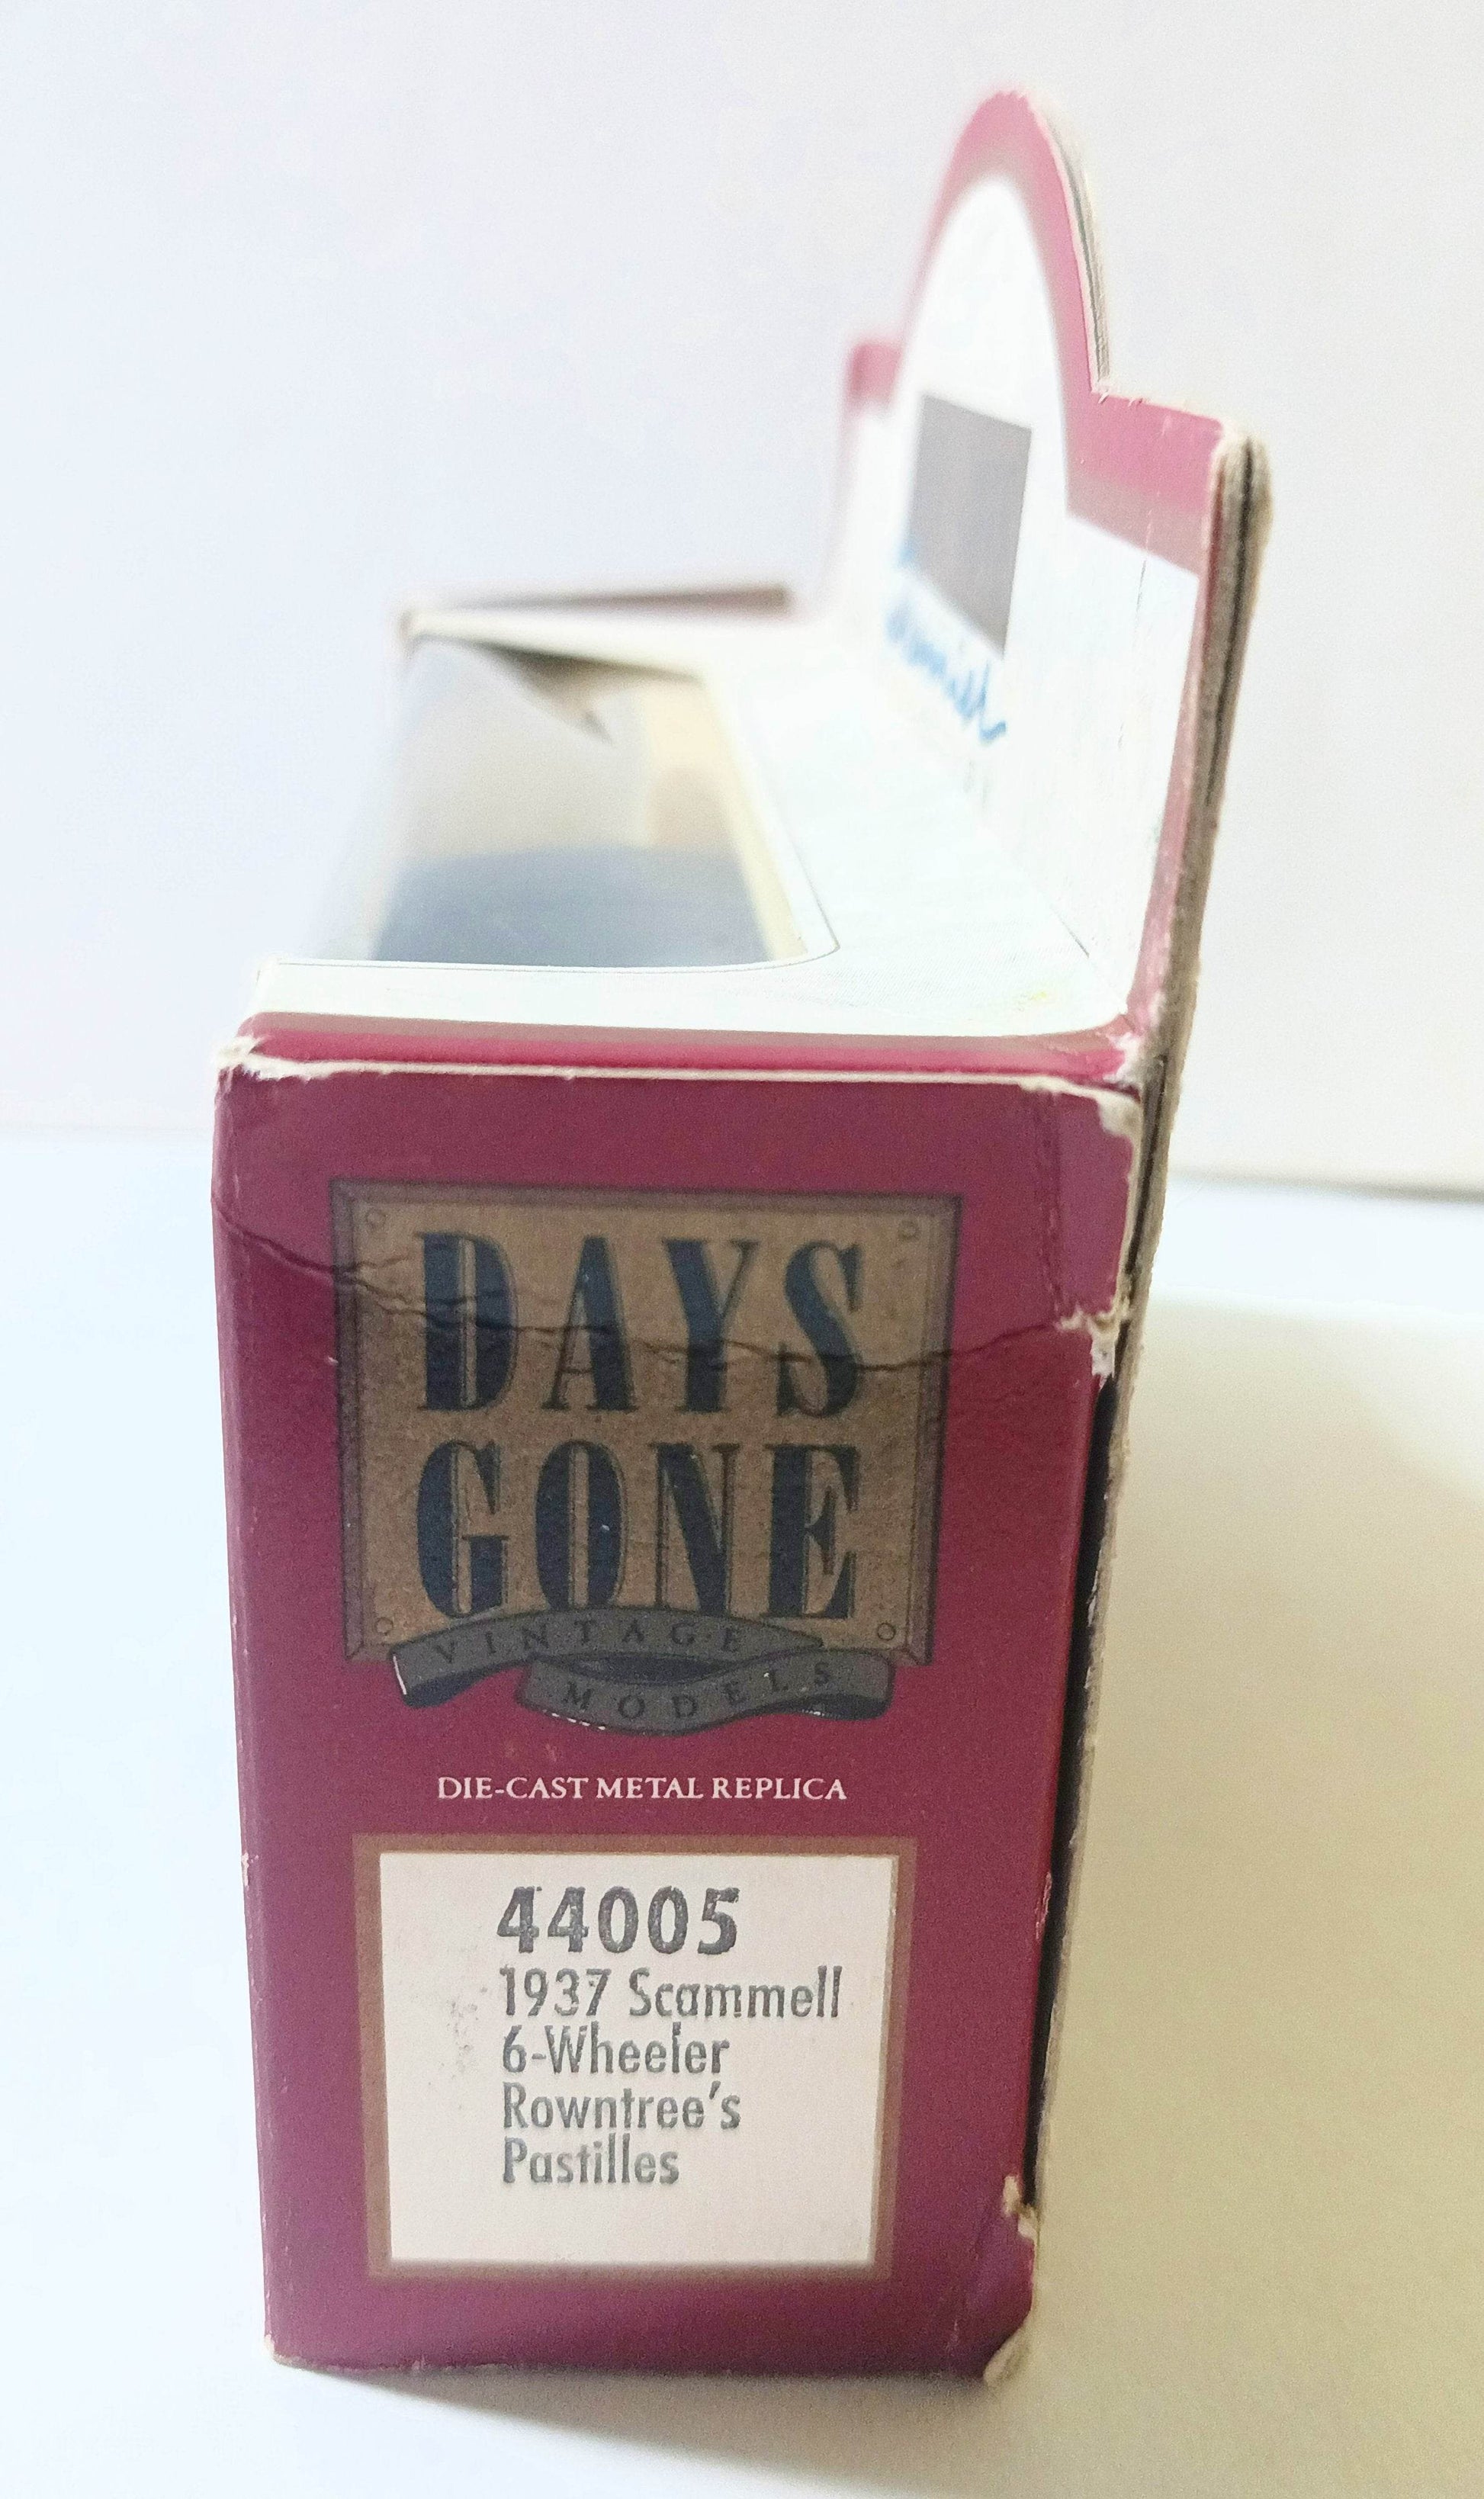 DAYS
GONE
VINTAGE
MODELS
DIE-CAST METAL REPLICA
44005
1937 Scammell
6-Wheeler
Rowntree's
Pastilles